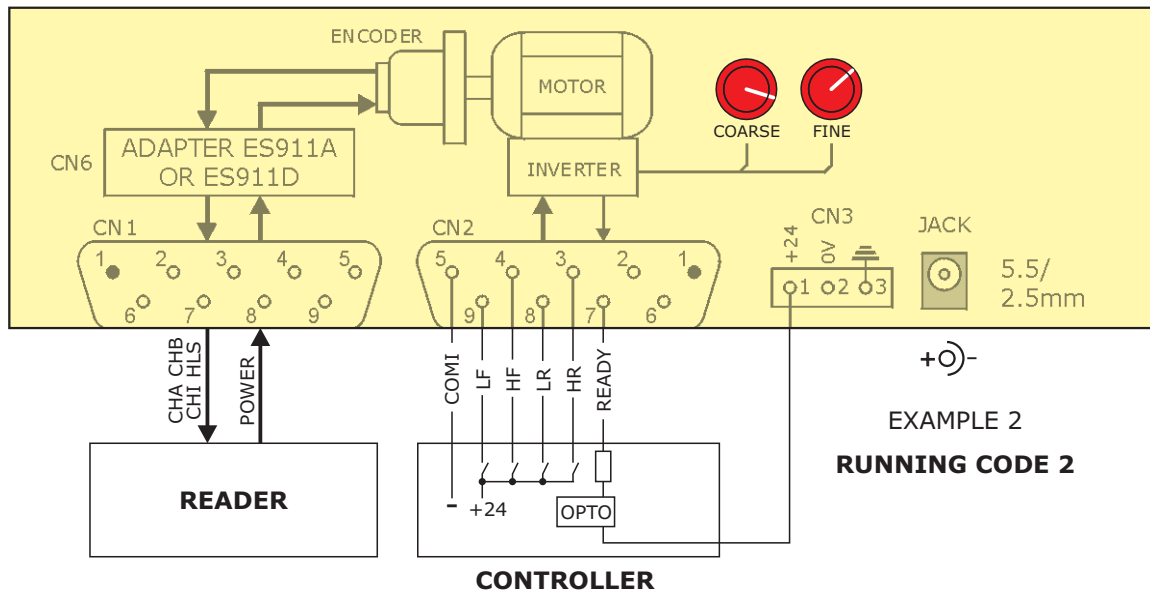 ENCODER
MOTOR
COARSE
FINE
CN6
ADAPTER ES911A
OR ES911D
INVERTER
CN1
CN2
CN3
JACK
+24
0V
1 2 3 4 5
6 7 8 9
5 4 3 2 1
9 8 7 6
1 2 3
5.5/
2.5mm
CHA CHB
CHI HLS
POWER
COMI
LF
HF
LR
HR
READY
+ -
EXAMPLE 2
RUNNING CODE 2
READER
- +24
OPTO
CONTROLLER